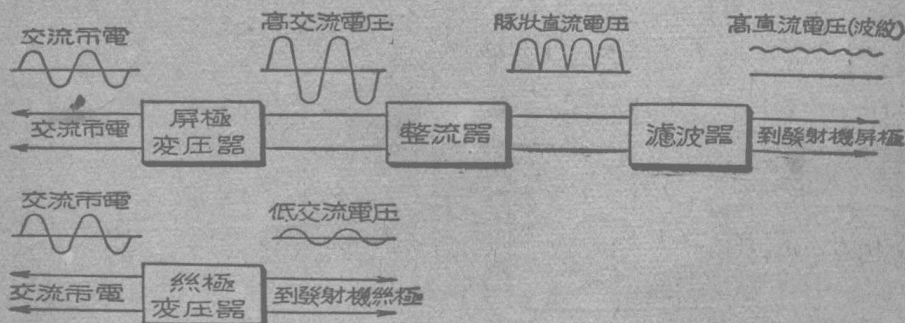 交流市電
高交流電压
脉狀直流電压
高直流電压(波紋)
交流市電
屏極
变压器
整流器
濾波器
到發射機屏極
交流市電
低交流電压
交流市電
絲極
变压器
到發射機絲極